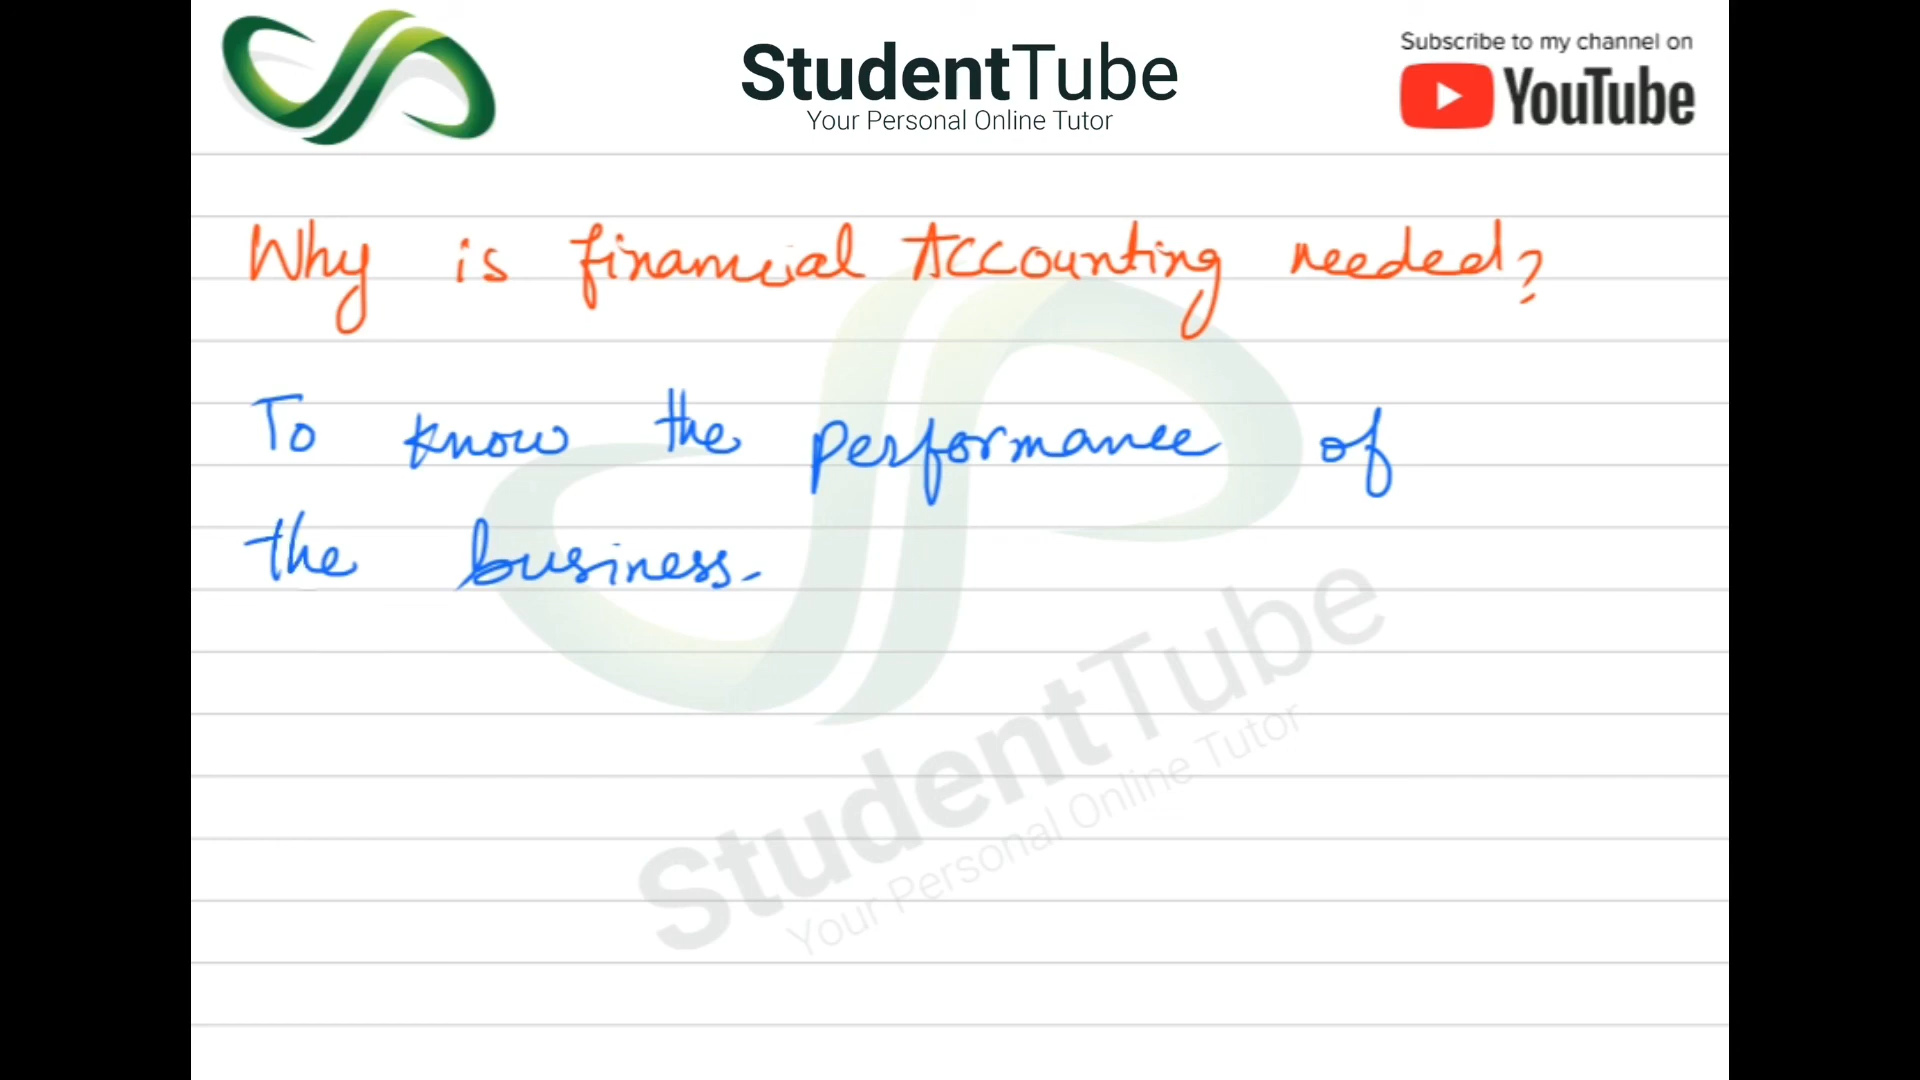 StudentTube
Your Personal Online Tutor
Subscribe to my channel on
YouTube
Why is financial Accounting needed?
To know the performance of
the business.
StudentTube
Your Personal Online Tutor